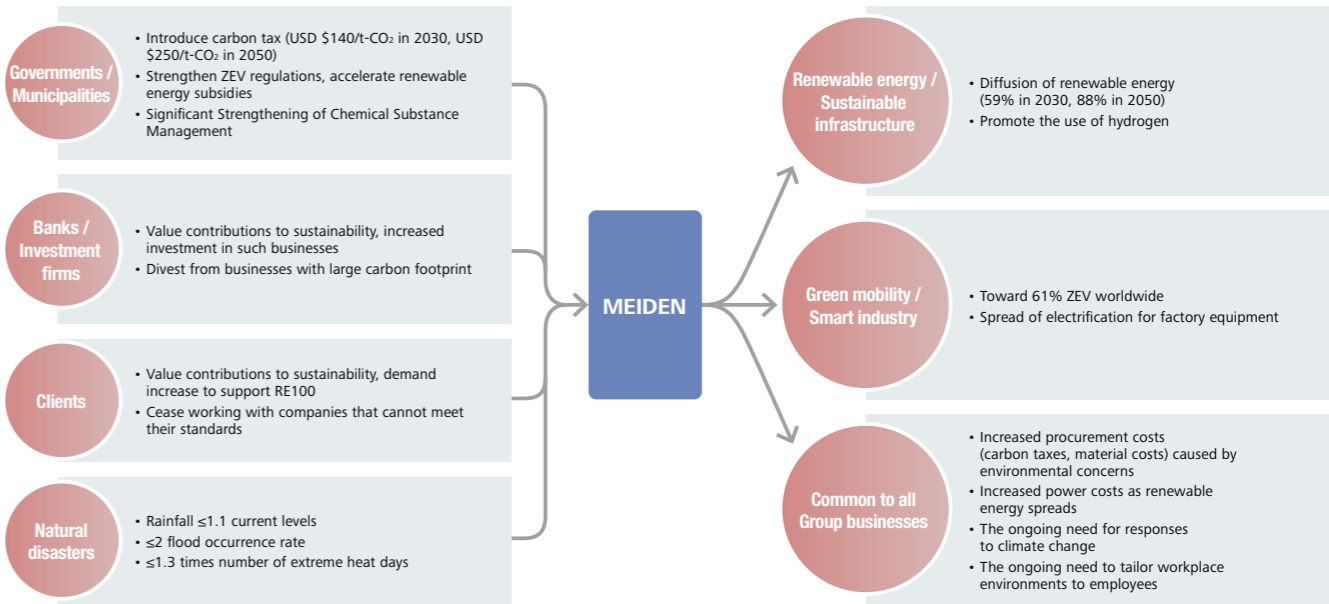 Governments /
Municipalities
• Introduce carbon tax (USD $140/t-CO₂ in 2030, USD
$250/t-CO₂ in 2050)
• Strengthen ZEV regulations, accelerate renewable
energy subsidies
• Significant Strengthening of Chemical Substance
Management
Banks /
Investment
firms
• Value contributions to sustainability, increased
investment in such businesses
• Divest from businesses with large carbon footprint
Clients
• Value contributions to sustainability, demand
increase to support RE100
• Cease working with companies that cannot meet
their standards
Natural
disasters
• Rainfall ≤1.1 current levels
• ≤2 flood occurrence rate
• ≤1.3 times number of extreme heat days
MEIDEN
Renewable energy /
Sustainable
infrastructure
• Diffusion of renewable energy
(59% in 2030, 88% in 2050)
• Promote the use of hydrogen
Green mobility /
Smart industry
• Toward 61% ZEV worldwide
• Spread of electrification for factory equipment
Common to all
Group businesses
• Increased procurement costs
(carbon taxes, material costs) caused by
environmental concerns
• Increased power costs as renewable
energy spreads
• The ongoing need for responses
to climate change
• The ongoing need to tailor workplace
environments to employees